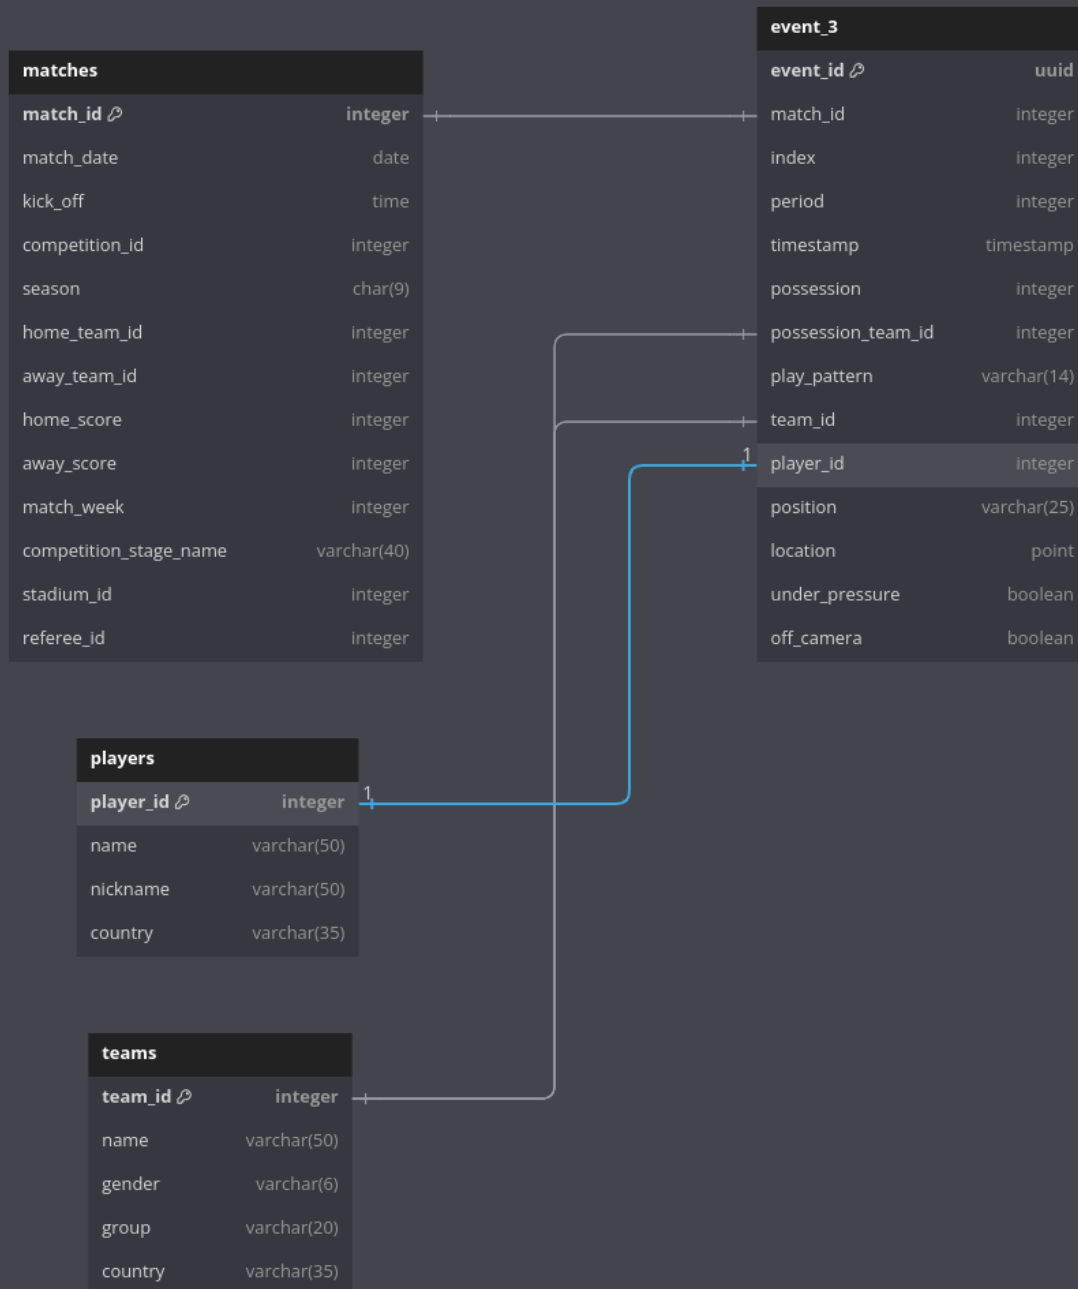 matches
match_id integer
match_date date
kick_off time
competition_id integer
season char(9)
home_team_id integer
away_team_id integer
home_score integer
away_score integer
match_week integer
competition_stage_name varchar(40)
stadium_id integer
referee_id integer
event_3
event_id uuid
match_id integer
index integer
period integer
timestamp timestamp
possession integer
possession_team_id integer
play_pattern varchar(14)
team_id integer
1
player_id integer
position varchar(25)
location point
under_pressure boolean
off_camera boolean
players
player_id integer
1
name varchar(50)
nickname varchar(50)
country varchar(35)
teams
team_id integer
name varchar(50)
gender varchar(6)
group varchar(20)
country varchar(35)